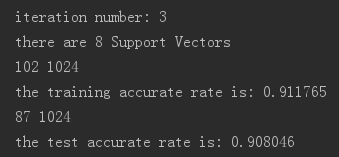 iteration number: 3
there are 8 Support Vectors
102 1024
the training accurate rate is: 0.911765
87 1024
the test accurate rate is: 0.908046